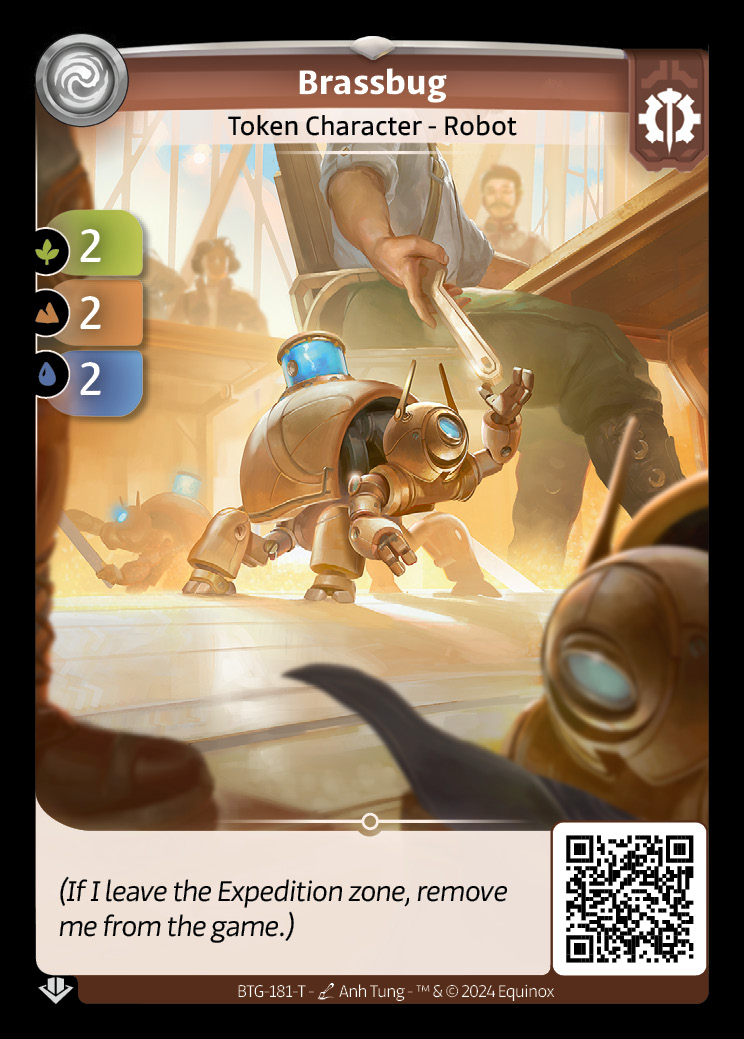 Brassbug
Token Character - Robot
2
2
2
(If I leave the Expedition zone, remove
me from the game.)
BTG-181-T - Anh Tung - ™ & © 2024 Equinox